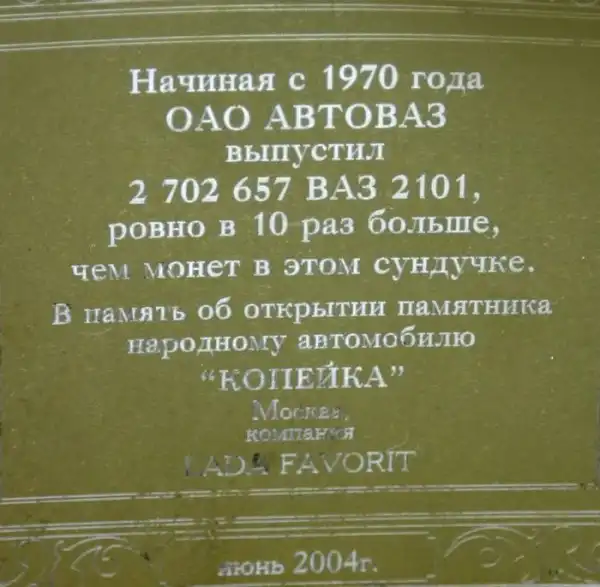 Начиная с 1970 года
ОАО АВТОВАЗ
выпустил
2 702 657 ВАЗ 2101,
ровно в 10 раз больше,
чем монет в этом сундучке.
В память об открытии памятника
народному автомобилю
“КОПЕЙКА”
Москва,
компания
LADA FAVORIT
июнь 2004г.